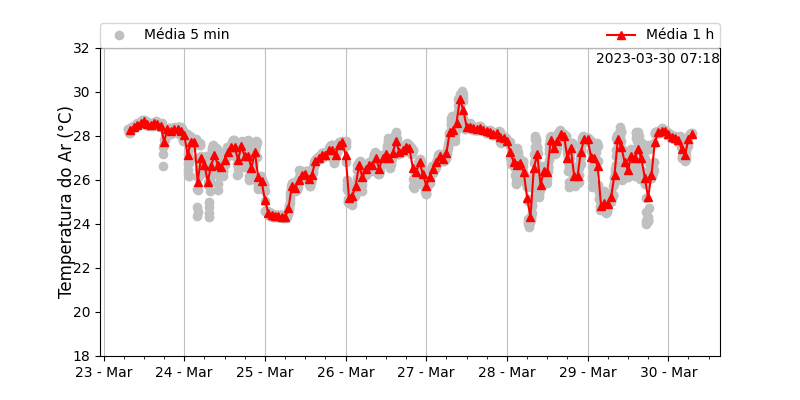 Média 5 min
Média 1 h
2023-03-30 07:18
Temperatura do Ar (°C)
32
30
28
26
24
22
20
18
23 - Mar
24 - Mar
25 - Mar
26 - Mar
27 - Mar
28 - Mar
29 - Mar
30 - Mar